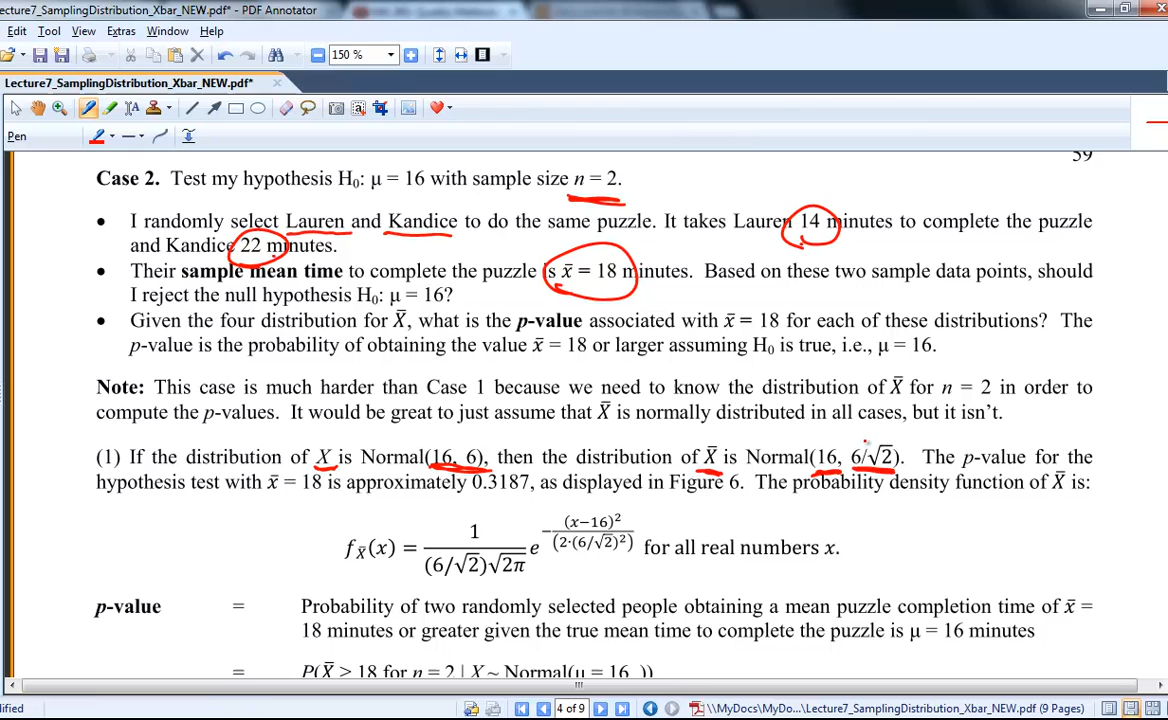 ecture7_SamplingDistribution_Xbar_NEW.pdf* - PDF Annotator
Edit Tool View Extras Window Help
150 %
Lecture7_SamplingDistribution_Xbar_NEW.pdf*
Pen
59
Case 2. Test my hypothesis H₀: μ = 16 with sample size n = 2.
• I randomly select Lauren and Kandice to do the same puzzle. It takes Lauren 14 minutes to complete the puzzle
and Kandice 22 minutes.
• Their sample mean time to complete the puzzle is x̄ = 18 minutes. Based on these two sample data points, should
I reject the null hypothesis H₀: μ = 16?
• Given the four distribution for X̄, what is the p-value associated with x̄ = 18 for each of these distributions? The
p-value is the probability of obtaining the value x̄ = 18 or larger assuming H₀ is true, i.e., μ = 16.
Note: This case is much harder than Case 1 because we need to know the distribution of X̄ for n = 2 in order to
compute the p-values. It would be great to just assume that X̄ is normally distributed in all cases, but it isn't.
(1) If the distribution of X is Normal(16, 6), then the distribution of X̄ is Normal(16, 6/√2). The p-value for the
hypothesis test with x̄ = 18 is approximately 0.3187, as displayed in Figure 6. The probability density function of X̄ is:
f_X̄(x) = 1/((6/√2)√2π) e^(−(x−16)²/(2·(6/√2)²)) for all real numbers x.
p-value = Probability of two randomly selected people obtaining a mean puzzle completion time of x̄ =
18 minutes or greater given the true mean time to complete the puzzle is μ = 16 minutes
= P(X̄ > 18 for n = 2 | X ~ Normal(μ = 16, ))
ified
4 of 9
\\MyDocs\MyDo...\Lecture7_SamplingDistribution_Xbar_NEW.pdf (9 Pages)